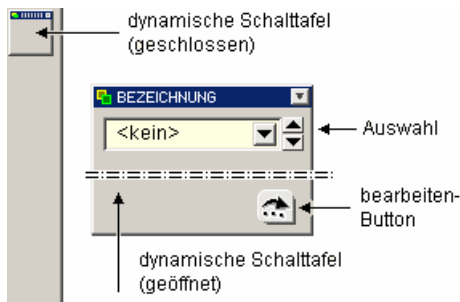 dynamische Schalttafel
(geschlossen)
BEZEICHNUNG
<kein>
Auswahl
bearbeiten-
Button
dynamische Schalttafel
(geöffnet)